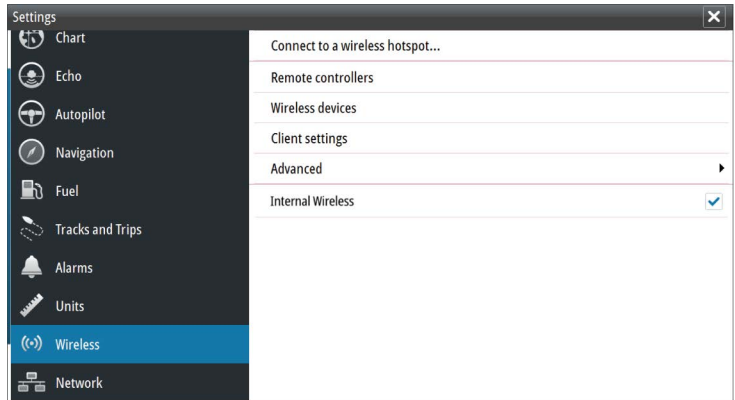 Settings
Chart
Echo
Autopilot
Navigation
Fuel
Tracks and Trips
Alarms
Units
Wireless
Network
Connect to a wireless hotspot...
Remote controllers
Wireless devices
Client settings
Advanced
Internal Wireless